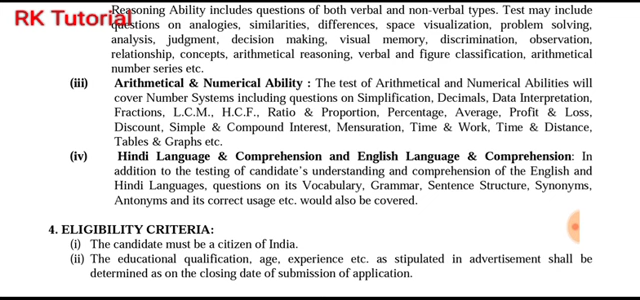 RK Tutorial
Reasoning Ability includes questions of both verbal and non-verbal types. Test may include
questions on analogies, similarities, differences, space visualization, problem solving,
analysis, judgment, decision making, visual memory, discrimination, observation,
relationship, concepts, arithmetical reasoning, verbal and figure classification, arithmetical
number series etc.
(iii) Arithmetical & Numerical Ability : The test of Arithmetical and Numerical Abilities will
cover Number Systems including questions on Simplification, Decimals, Data Interpretation,
Fractions, L.C.M., H.C.F., Ratio & Proportion, Percentage, Average, Profit & Loss,
Discount, Simple & Compound Interest, Mensuration, Time & Work, Time & Distance,
Tables & Graphs etc.
(iv) Hindi Language & Comprehension and English Language & Comprehension: In
addition to the testing of candidate's understanding and comprehension of the English and
Hindi Languages, questions on its Vocabulary, Grammar, Sentence Structure, Synonyms,
Antonyms and its correct usage etc. would also be covered.
4. ELIGIBILITY CRITERIA:
(i) The candidate must be a citizen of India.
(ii) The educational qualification, age, experience etc. as stipulated in advertisement shall be
determined as on the closing date of submission of application.